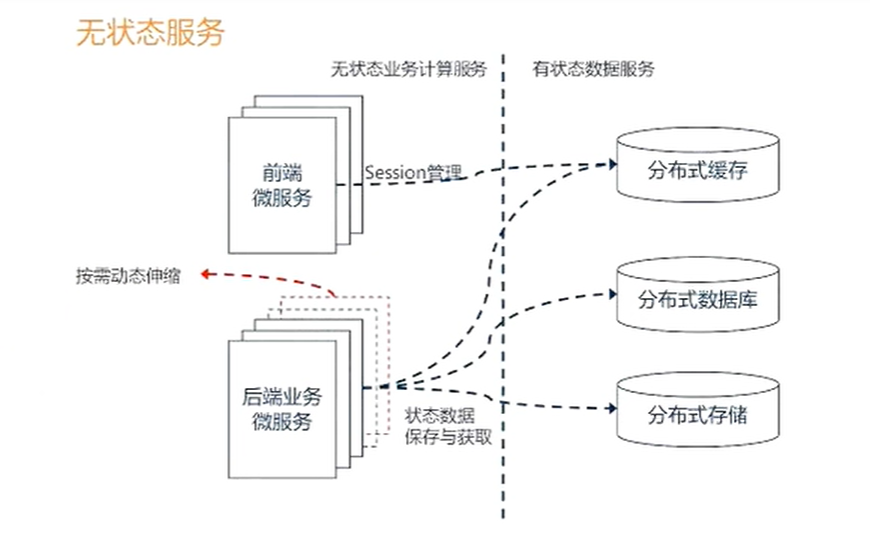 无状态服务
无状态业务计算服务
有状态数据服务
前端
微服务
Session管理
分布式缓存
按需动态伸缩
分布式数据库
后端业务
微服务
状态数据
保存与获取
分布式存储